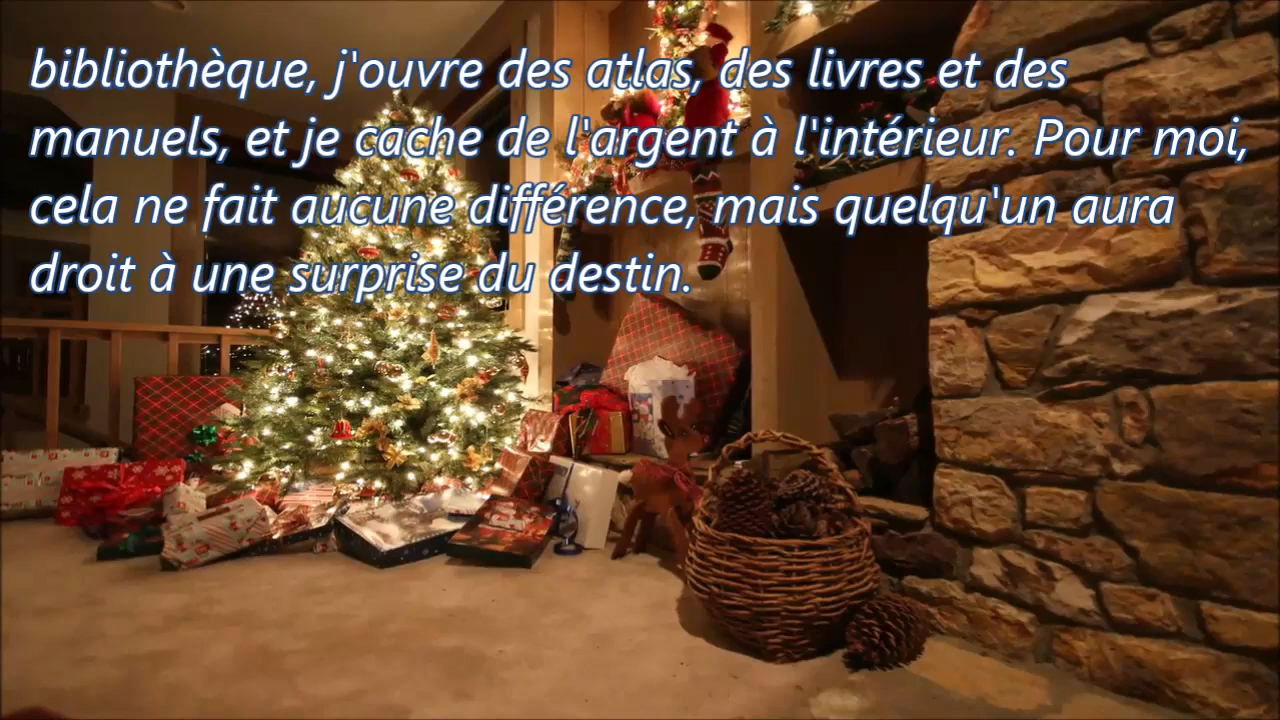 bibliothèque, j'ouvre des atlas, des livres et des
manuels, et je cache de l'argent à l'intérieur. Pour moi,
cela ne fait aucune différence, mais quelqu'un aura
droit à une surprise du destin.